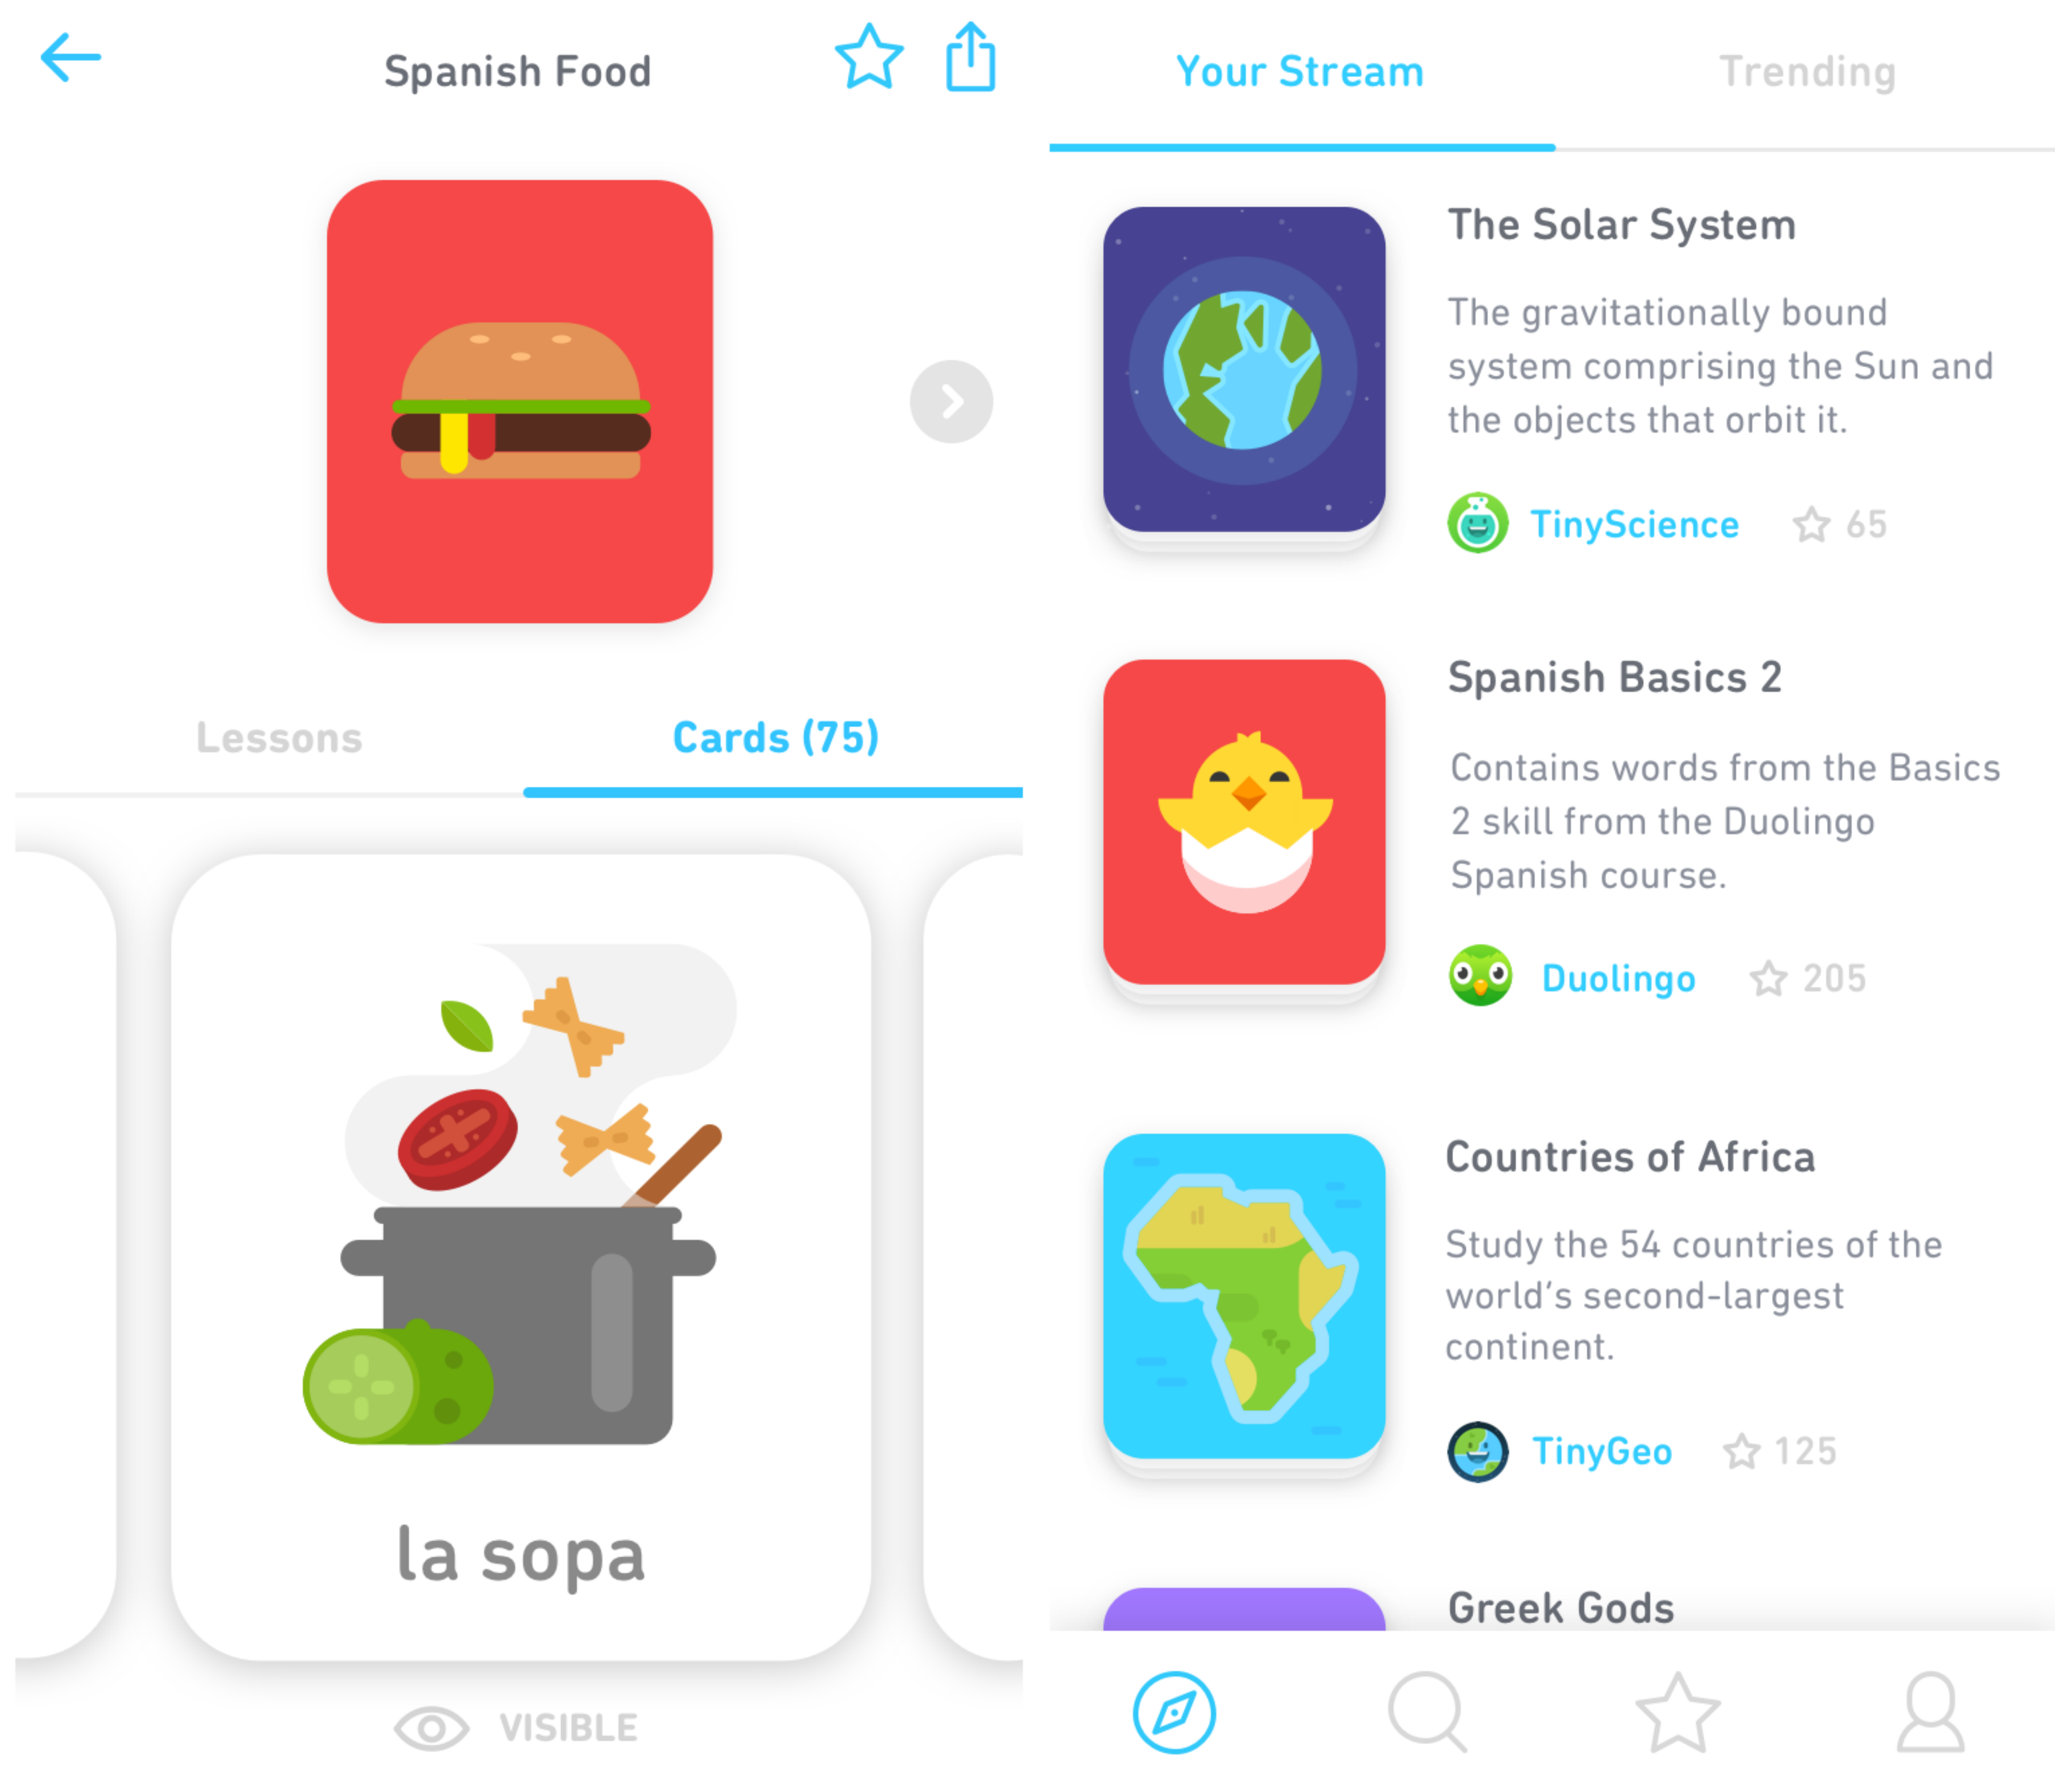 Spanish Food
Lessons
Cards (75)
la sopa
VISIBLE
Your Stream
Trending
The Solar System
The gravitationally bound
system comprising the Sun and
the objects that orbit it.
TinyScience 65
Spanish Basics 2
Contains words from the Basics
2 skill from the Duolingo
Spanish course.
Duolingo 205
Countries of Africa
Study the 54 countries of the
world's second-largest
continent.
TinyGeo 125
Greek Gods